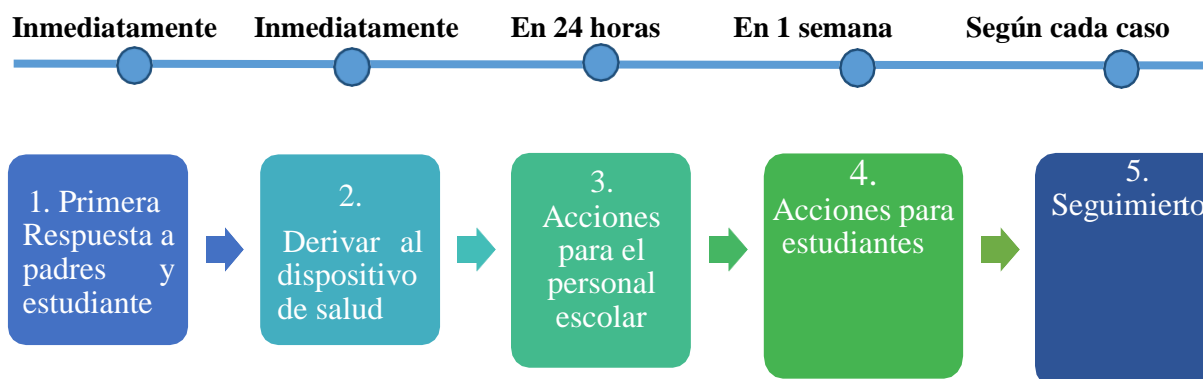 Inmediatamente
Inmediatamente
En 24 horas
En 1 semana
Según cada caso
1. Primera
Respuesta a
padres y
estudiante
2.
Derivar al
dispositivo
de salud
3.
Acciones
para el
personal
escolar
4.
Acciones para
estudiantes
5.
Seguimiento